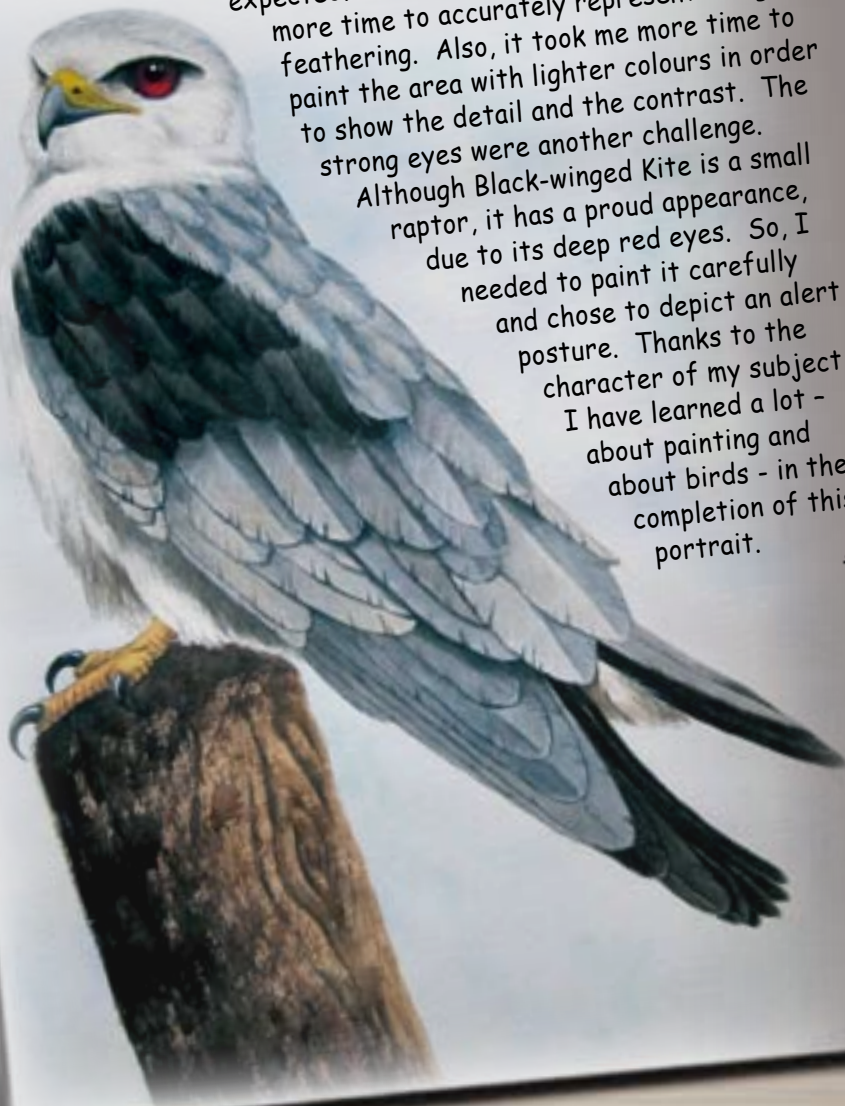 more time to accurately
feathering.  Also, it took me more time to
paint the area with lighter colours in order
to show the detail and the contrast.  The
strong eyes were another challenge.
Although Black-winged Kite is a small
raptor, it has a proud appearance,
due to its deep red eyes.  So, I
needed to paint it carefully
and chose to depict an alert
posture.  Thanks to the
character of my subject
I have learned a lot -
about painting and
about birds - in the
completion of this
portrait.